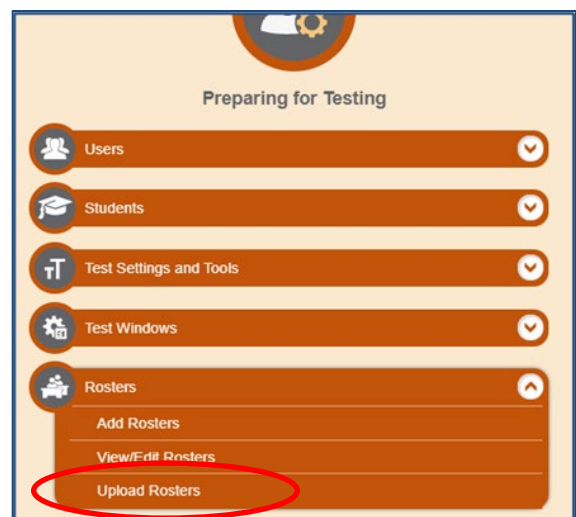 Preparing for Testing
Users
Students
Test Settings and Tools
Test Windows
Rosters
Add Rosters
View/Edit Rosters
Upload Rosters